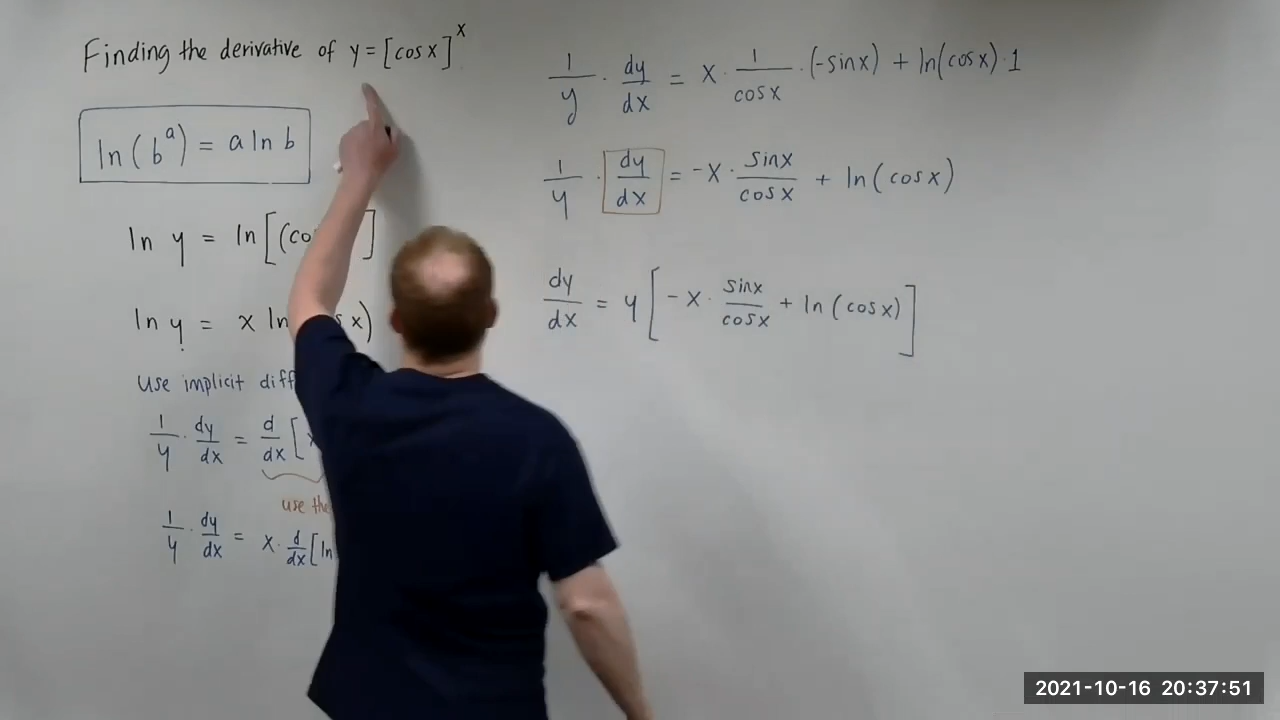 Finding the derivative of y = [cos x]^x
ln(b^a) = a ln b
ln y = ln[(co ]
ln y = x ln x)
Use implicit diff
1/y · dy/dx = d/dx [x
use the
1/y · dy/dx = x · d/dx [ln
1/y · dy/dx = x · 1/cos x · (-sin x) + ln(cos x) · 1
1/y · dy/dx = -x · sin x/cos x + ln(cos x)
dy/dx = y[-x · sin x/cos x + ln(cos x)]
2021-10-16 20:37:51